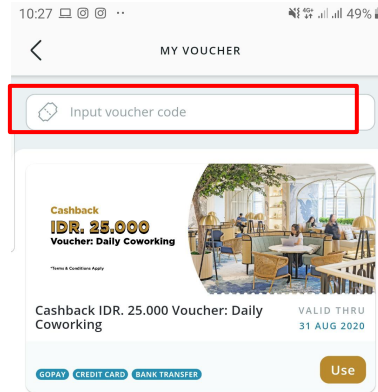 10:27
49%
MY VOUCHER
Input voucher code
Cashback
IDR. 25.000
Voucher: Daily Coworking
*Terms & Conditions Apply
Cashback IDR. 25.000 Voucher: Daily
Coworking
VALID THRU
31 AUG 2020
GOPAY CREDIT CARD BANK TRANSFER
Use